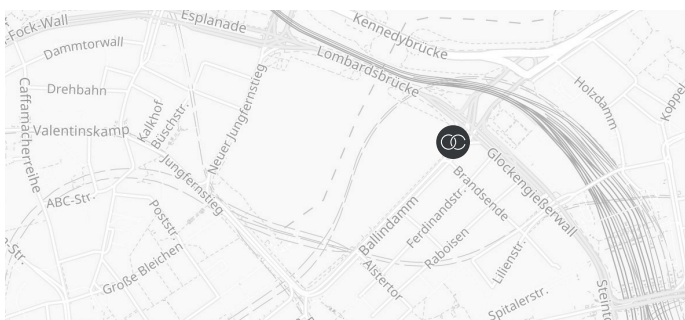 -Fock-Wall
Esplanade
Kennedybrücke
Dammtorwall
Lombardsbrücke
Drehbahn
Caffamacherreihe
Kalkhof
Büschstr.
Neuer Jungfernstieg
Holzdamm
Koppel
Valentinskamp
Jungfernstieg
Glockengießerwall
Brandsende
ABC-Str.
Poststr.
Ballindamm
Ferdinandstr.
Raboisen
Lilienstr.
-Str.
Große Bleichen
Alstertor
Spitalerstr.
Steinto